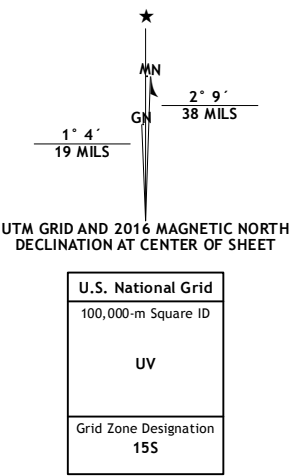 ★
MN
2° 9´
38 MILS
GN
1° 4´
19 MILS
UTM GRID AND 2016 MAGNETIC NORTH
DECLINATION AT CENTER OF SHEET
U.S. National Grid
100,000-m Square ID
UV
Grid Zone Designation
15S